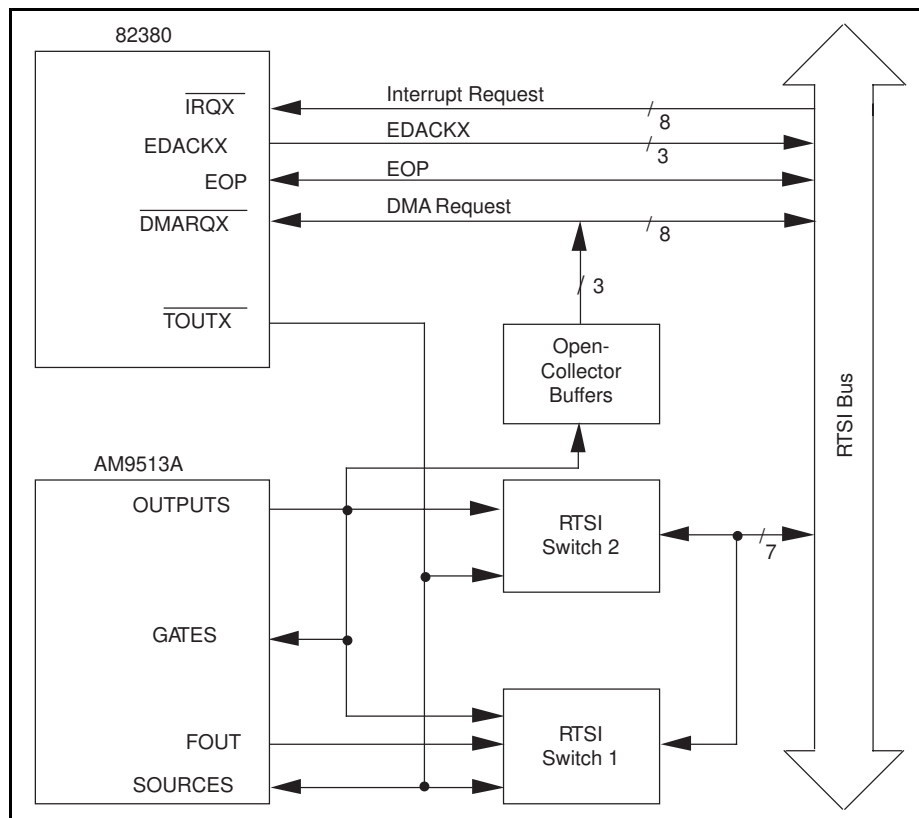 82380
IRQX
Interrupt Request
8
EDACKX
EDACKX
3
EOP
EOP
DMARQX
DMA Request
8
3
TOUTX
Open-
Collector
Buffers
RTSI Bus
AM9513A
OUTPUTS
RTSI
Switch 2
7
GATES
FOUT
RTSI
Switch 1
SOURCES